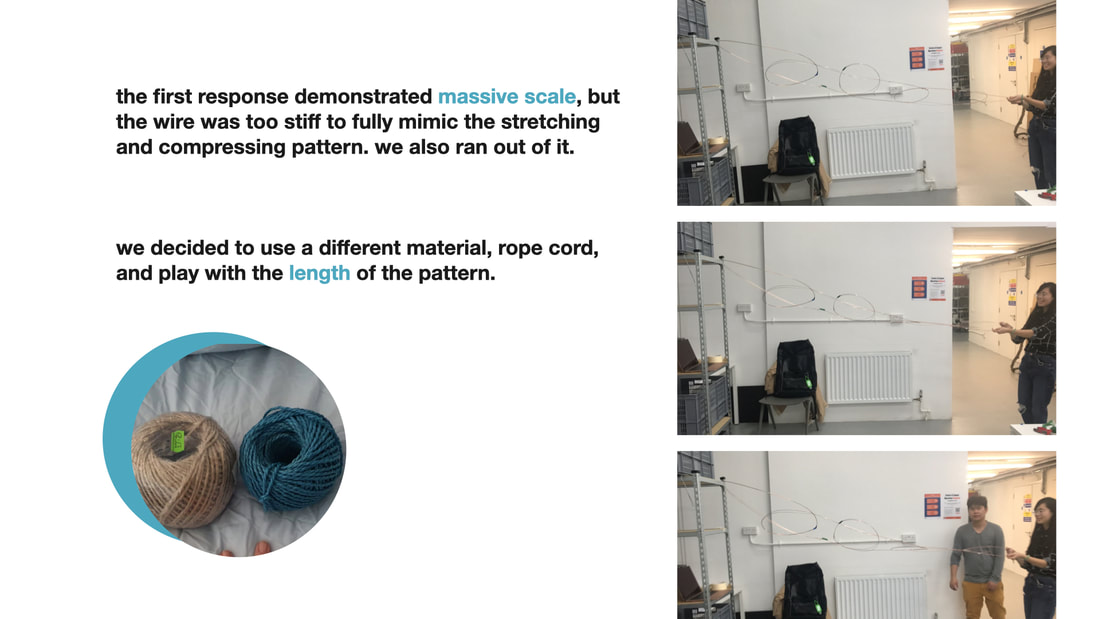 the first response demonstrated massive scale, but
the wire was too stiff to fully mimic the stretching
and compressing pattern. we also ran out of it.
we decided to use a different material, rope cord,
and play with the length of the pattern.